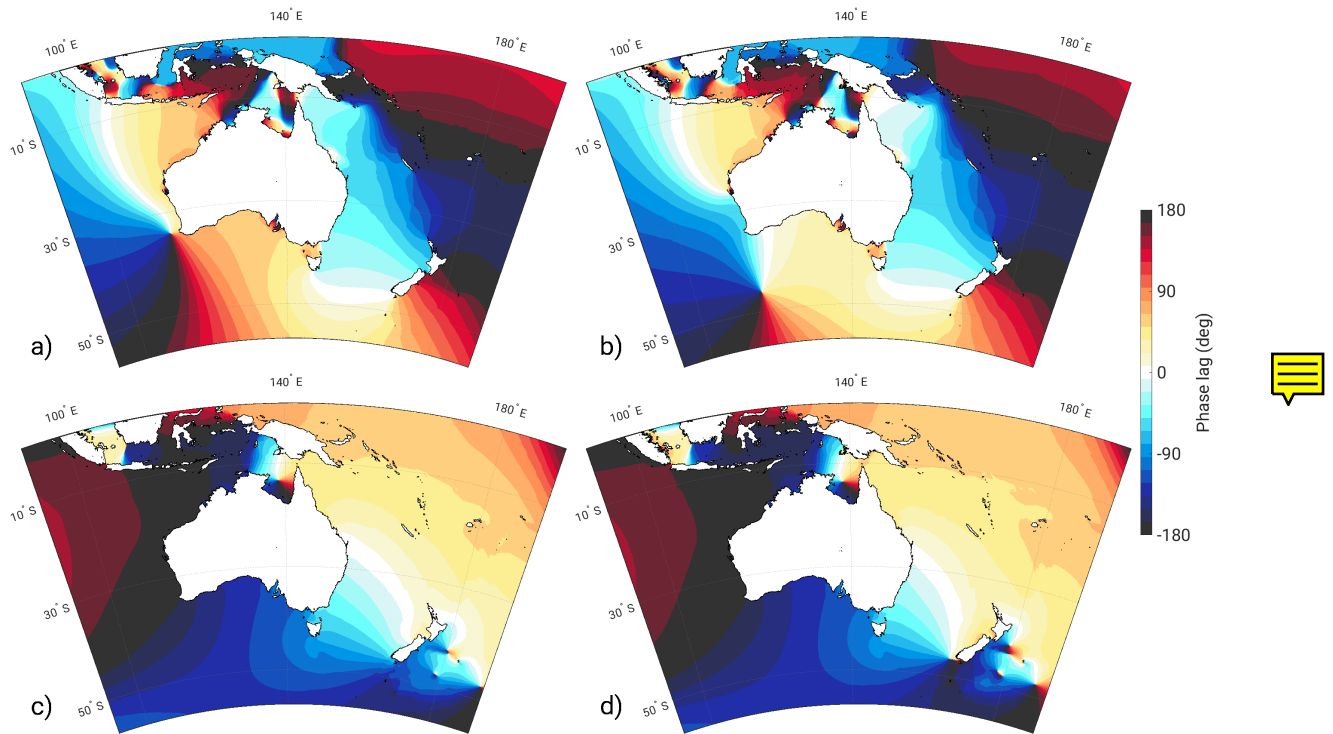 140° E 140° E
100° E 180° E 100° E 180° E
10° S 10° S
30° S 30° S
50° S 50° S
a) b)
180
90
0
-90
-180
Phase lag (deg)
140° E 140° E
100° E 180° E 100° E 180° E
10° S 10° S
30° S 30° S
50° S 50° S
c) d)